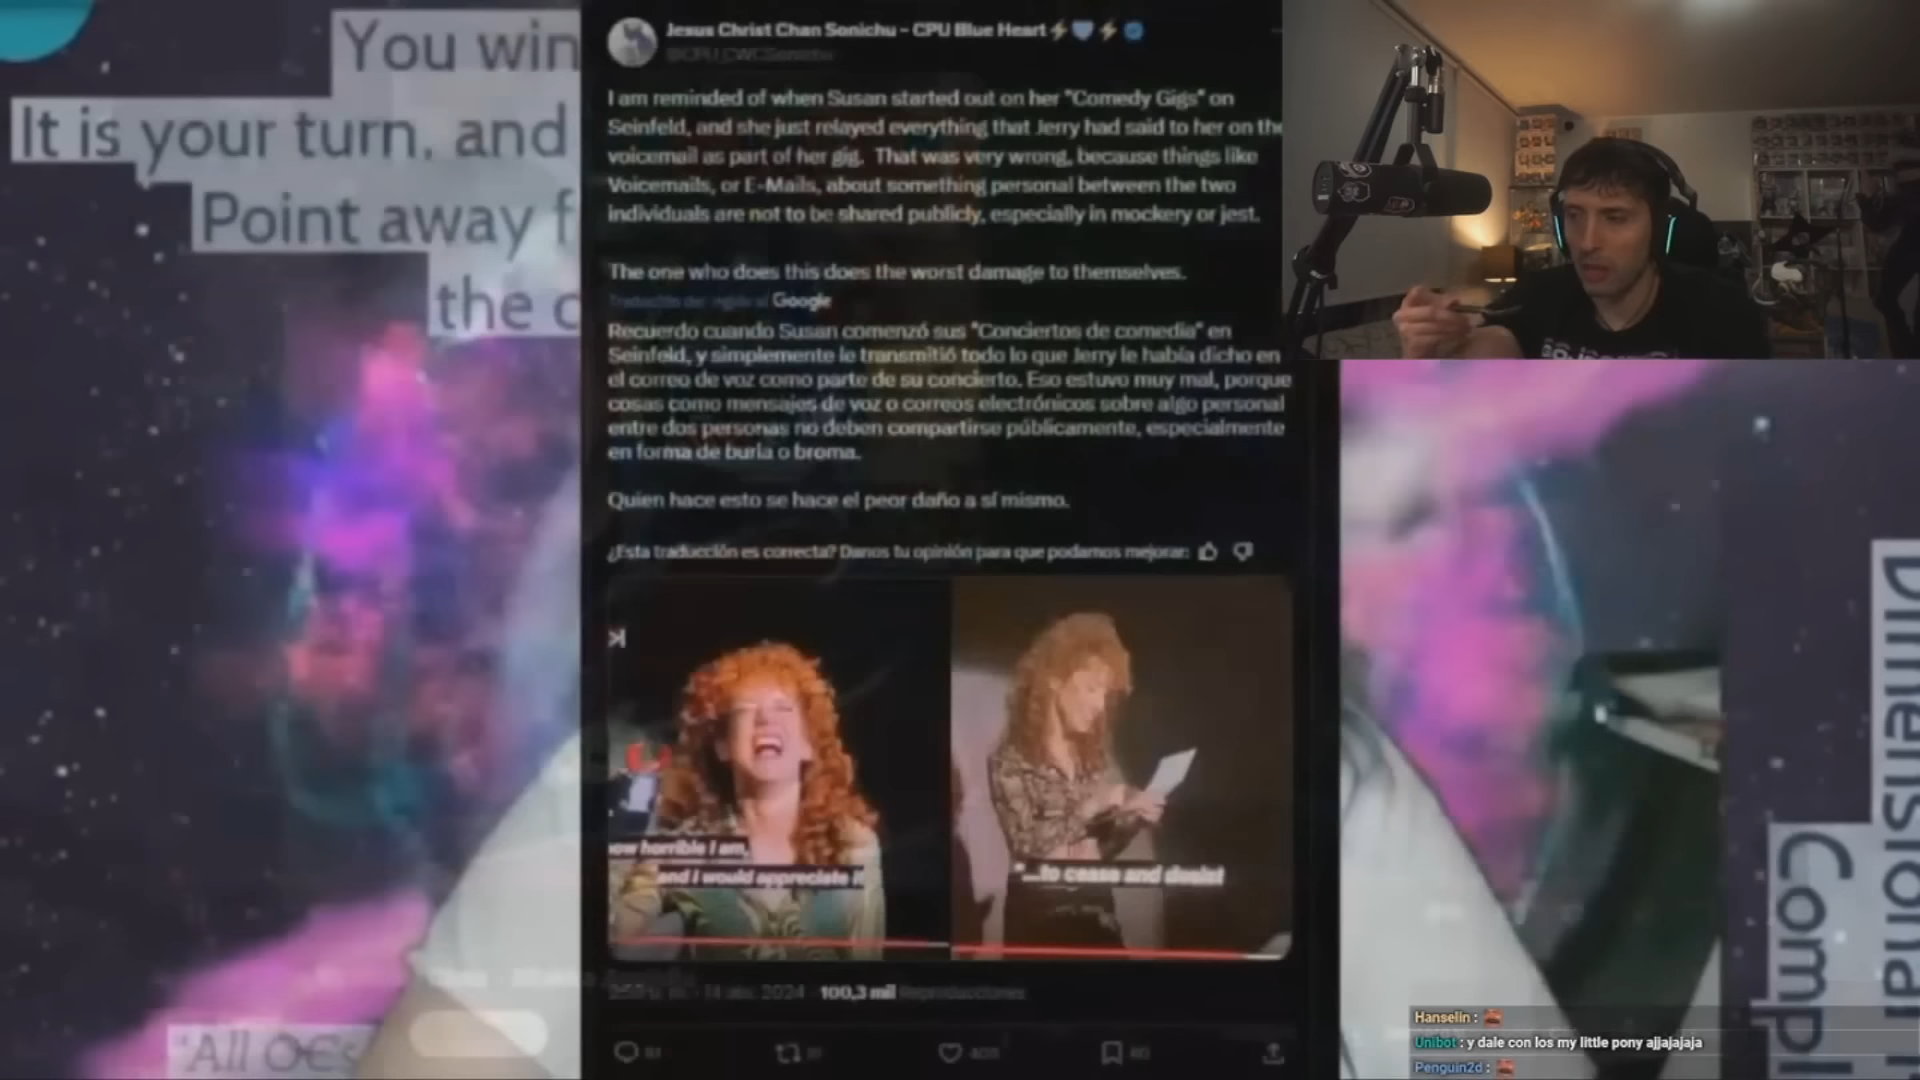 You win
It is your turn, and
Point away f
the c
Jesus Christ Chan Sonichu - CPU Blue Heart
I am reminded of when Susan started out on her "Comedy Gigs" on
Seinfeld, and she just relayed everything that Jerry had said to her on the
voicemail as part of her gig. That was very wrong, because things like
Voicemails, or E-Mails, about something personal between the two
individuals are not to be shared publicly, especially in mockery or jest.
The one who does this does the worst damage to themselves.
Google
Recuerdo cuando Susan comenzó sus "Conciertos de comedia" en
Seinfeld, y simplemente le transmitió todo lo que Jerry le había dicho en
el correo de voz como parte de su concierto. Eso estuvo muy mal, porque
cosas como mensajes de voz o correos electrónicos sobre algo personal
entre dos personas no deben compartirse públicamente, especialmente
en forma de burla o broma.
Quien hace esto se hace el peor daño a sí mismo.
¿Esta traducción es correcta? Danos tu opinión para que podamos mejorar:
ow horrible I am,
and I would appreciate it
"...to cease and desist
2024 · 100,3 mil Reproducciones
"All OCs
Dimensional
Compl
Hanselin :
Unibot : y dale con los my little pony ajjajajaja
Penguin2d :